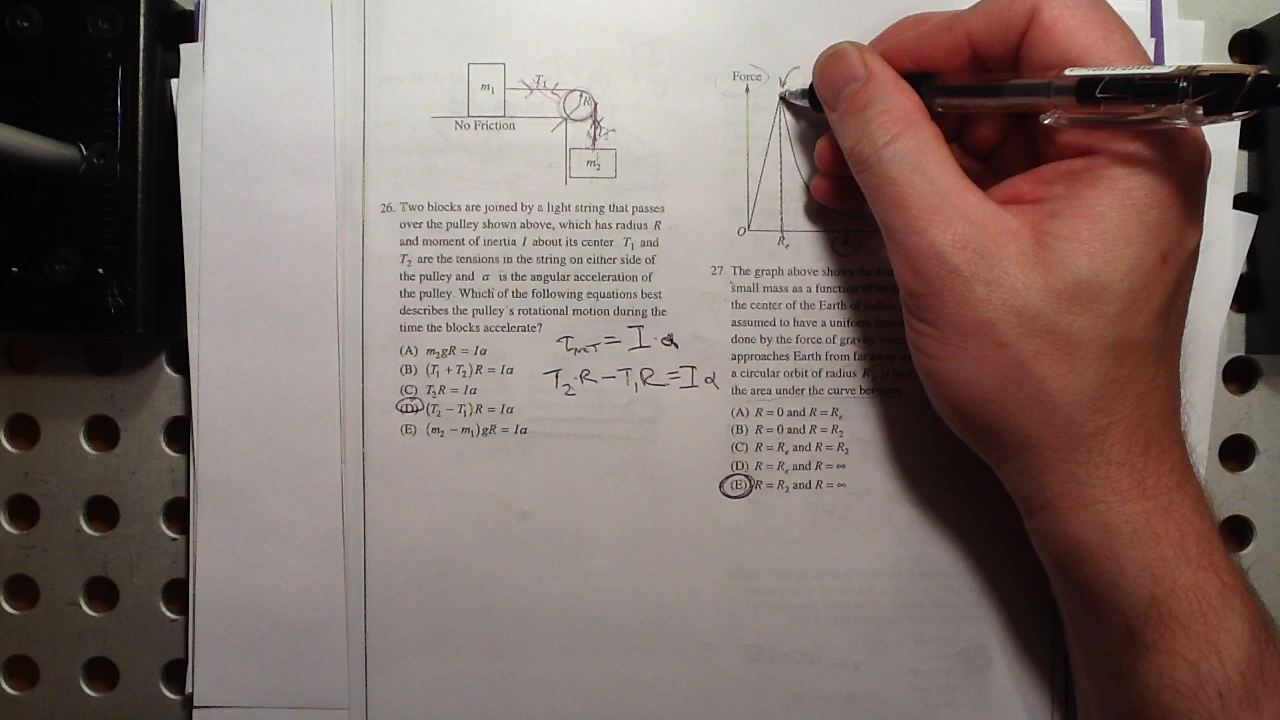 m₁
T₁
R
No Friction
m₂
26. Two blocks are joined by a light string that passes
over the pulley shown above, which has radius R
and moment of inertia I about its center. T₁ and
T₂ are the tensions in the string on either side of
the pulley and α is the angular acceleration of
the pulley. Which of the following equations best
describes the pulley's rotational motion during the
time the blocks accelerate?
(A) m₂gR = Iα
(B) (T₁ + T₂)R = Iα
(C) T₂R = Iα
(D) (T₂ − T₁)R = Iα
(E) (m₂ − m₁)gR = Iα
τNET = I·α
T₂·R − T₁R = Iα
Force
O
Rₑ
27. The graph above shows the
small mass as a function of
the center of the Earth of radius
assumed to have a uniform
done by the force of gravity
approaches Earth from far away
a circular orbit of radius R
the area under the curve between
(A) R = 0 and R = Rₑ
(B) R = 0 and R = R₂
(C) R = Rₑ and R = R₂
(D) R = Rₑ and R = ∞
(E) R = R₂ and R = ∞